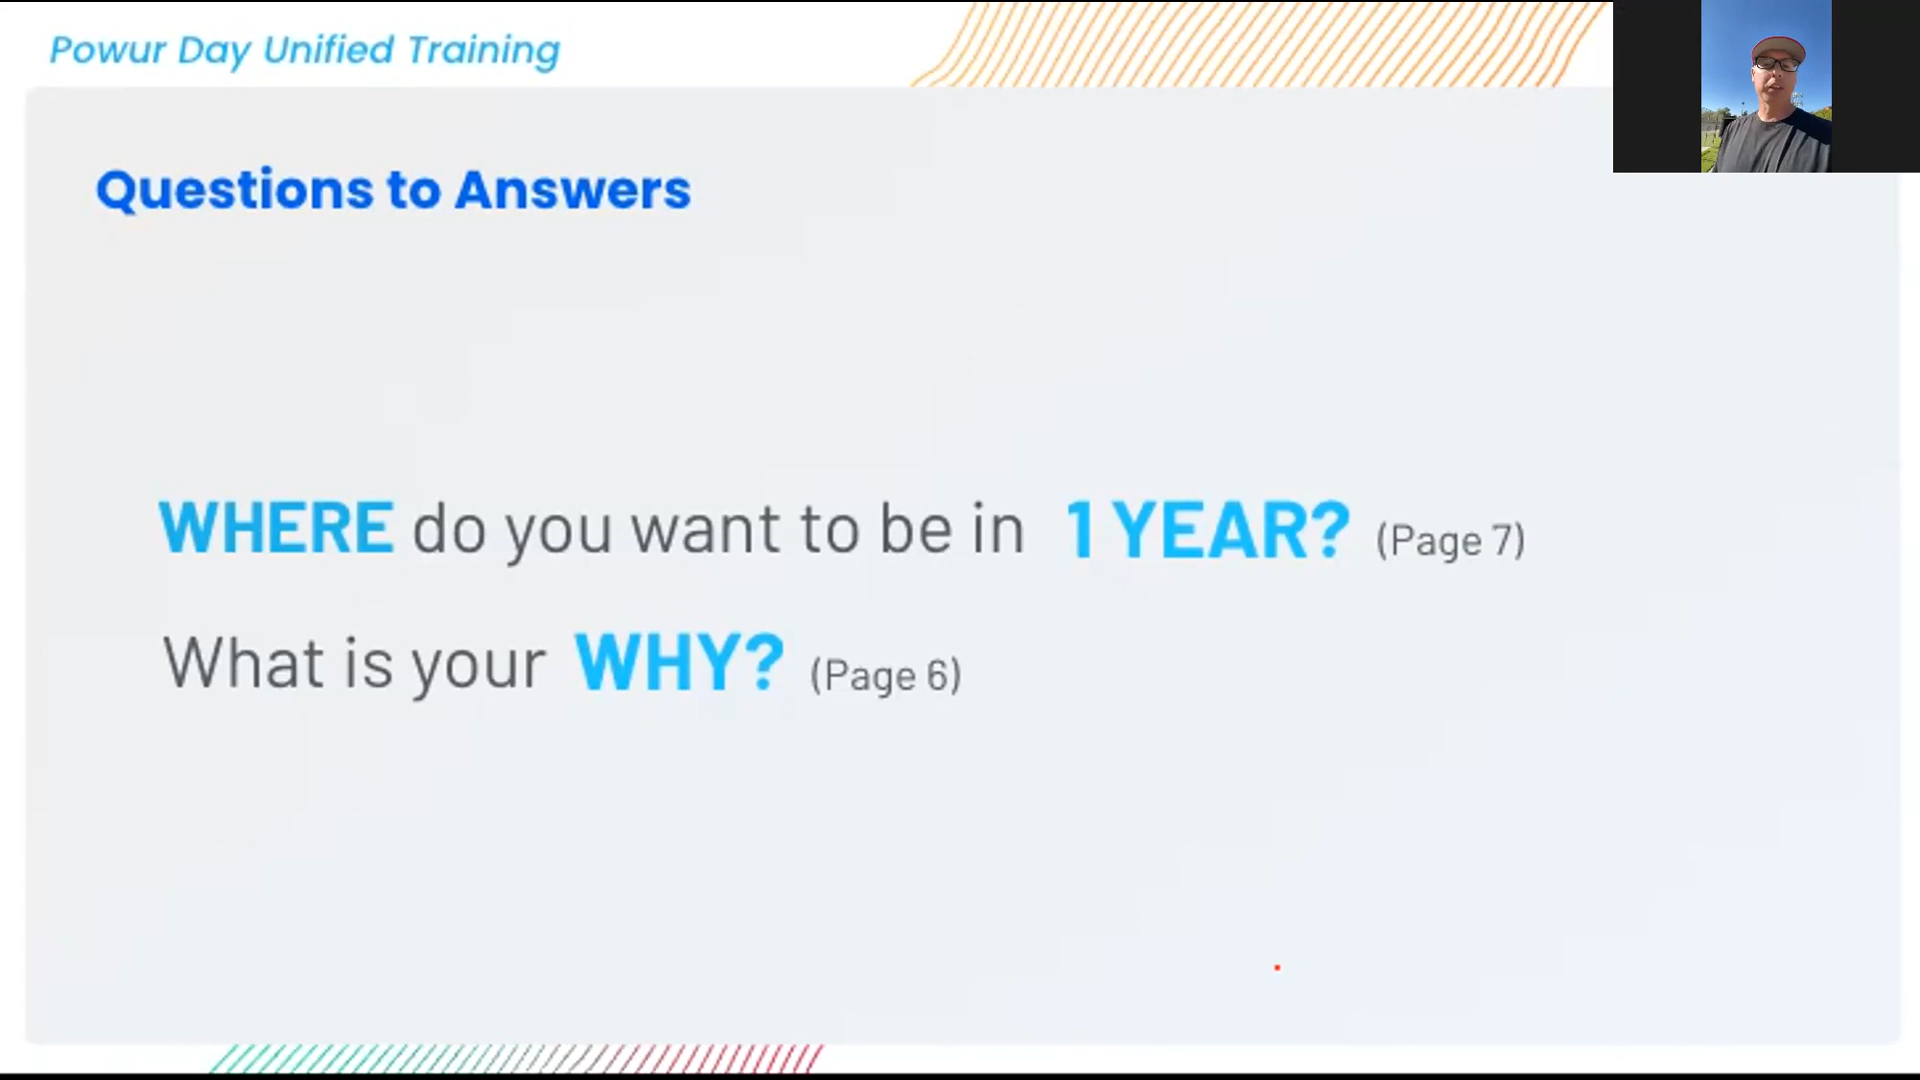 Powur Day Unified Training
Questions to Answers
WHERE do you want to be in 1 YEAR? (Page 7)
What is your WHY? (Page 6)